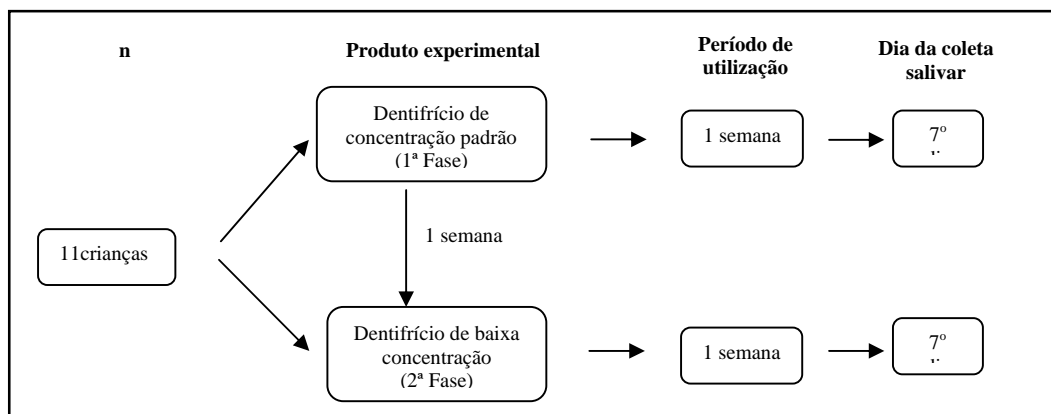 n
Produto experimental
Período de
utilização
Dia da coleta
salivar
Dentifrício de
concentração padrão
(1ª Fase)
1 semana
7º
11crianças
1 semana
Dentifrício de baixa
concentração
(2ª Fase)
1 semana
7º